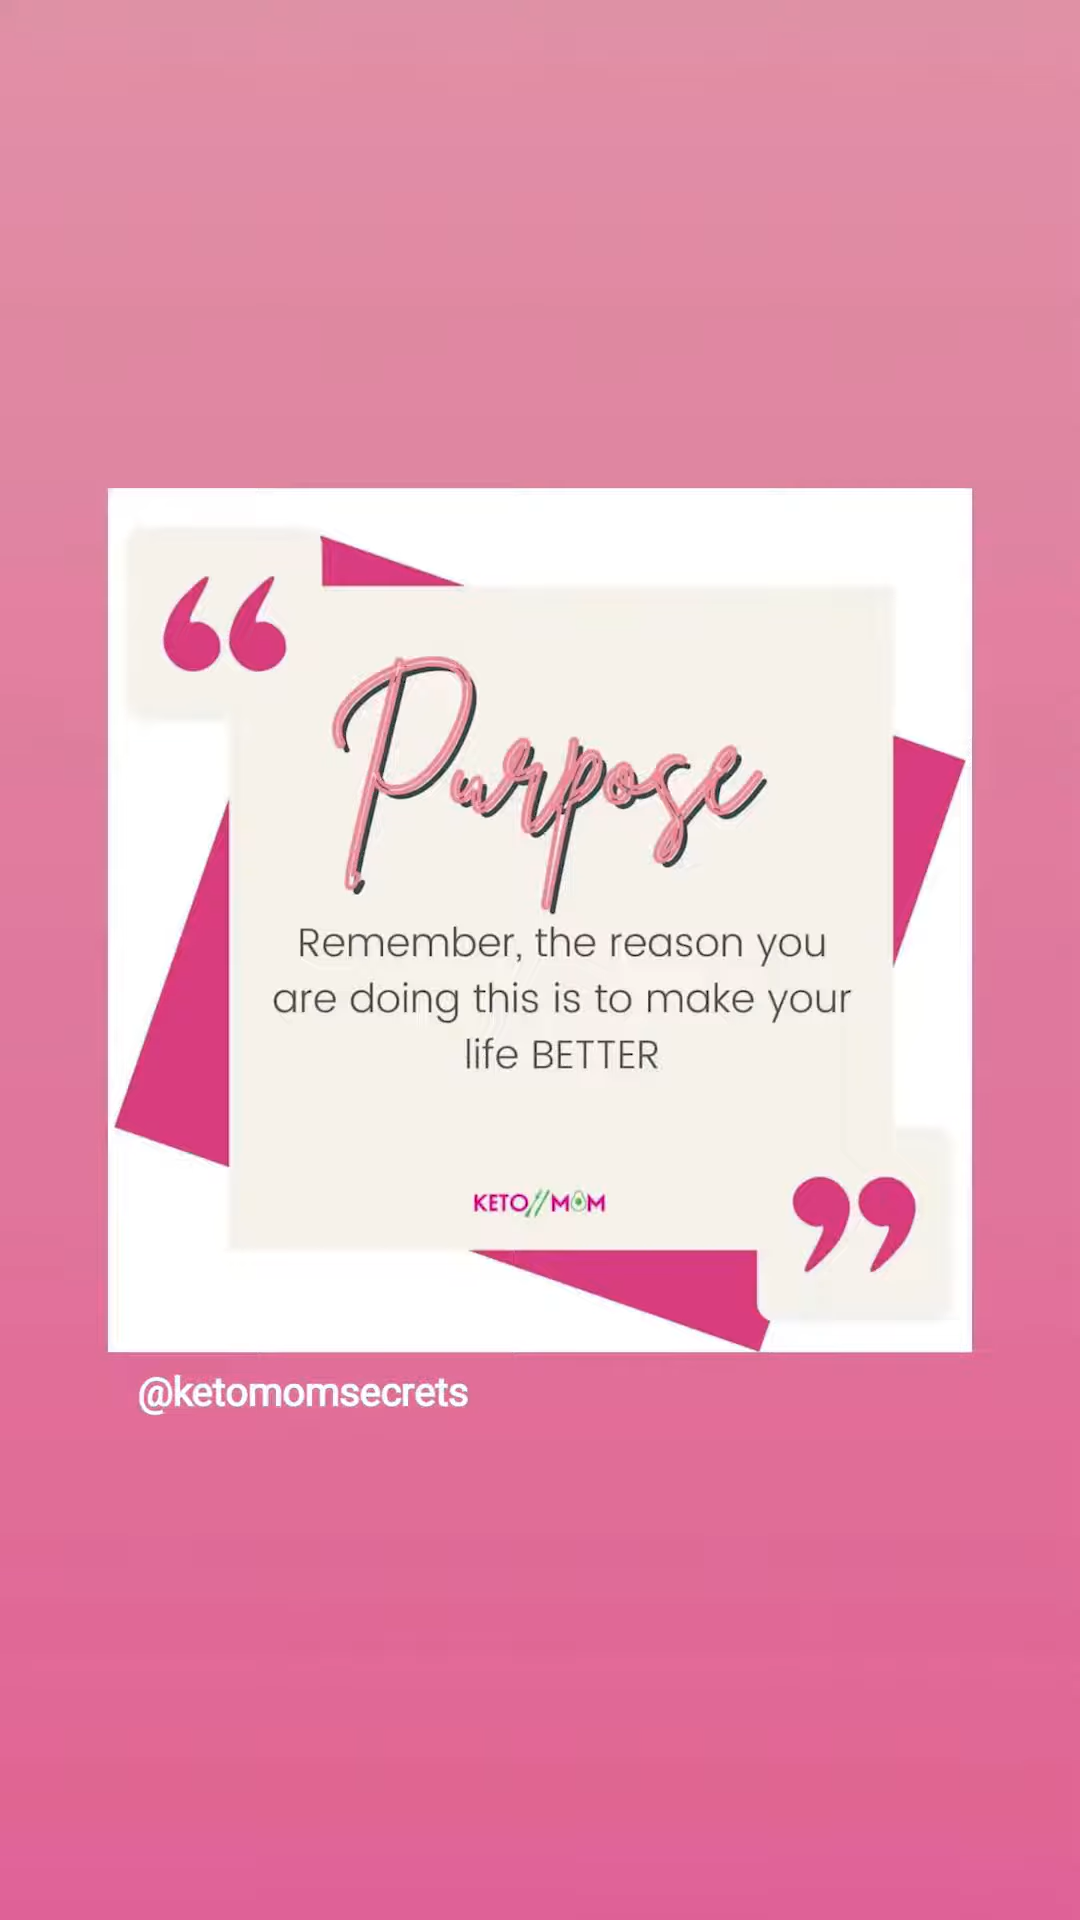 “
Purpose
Remember, the reason you
are doing this is to make your
life BETTER
KETO//MOM
”
@ketomomsecrets